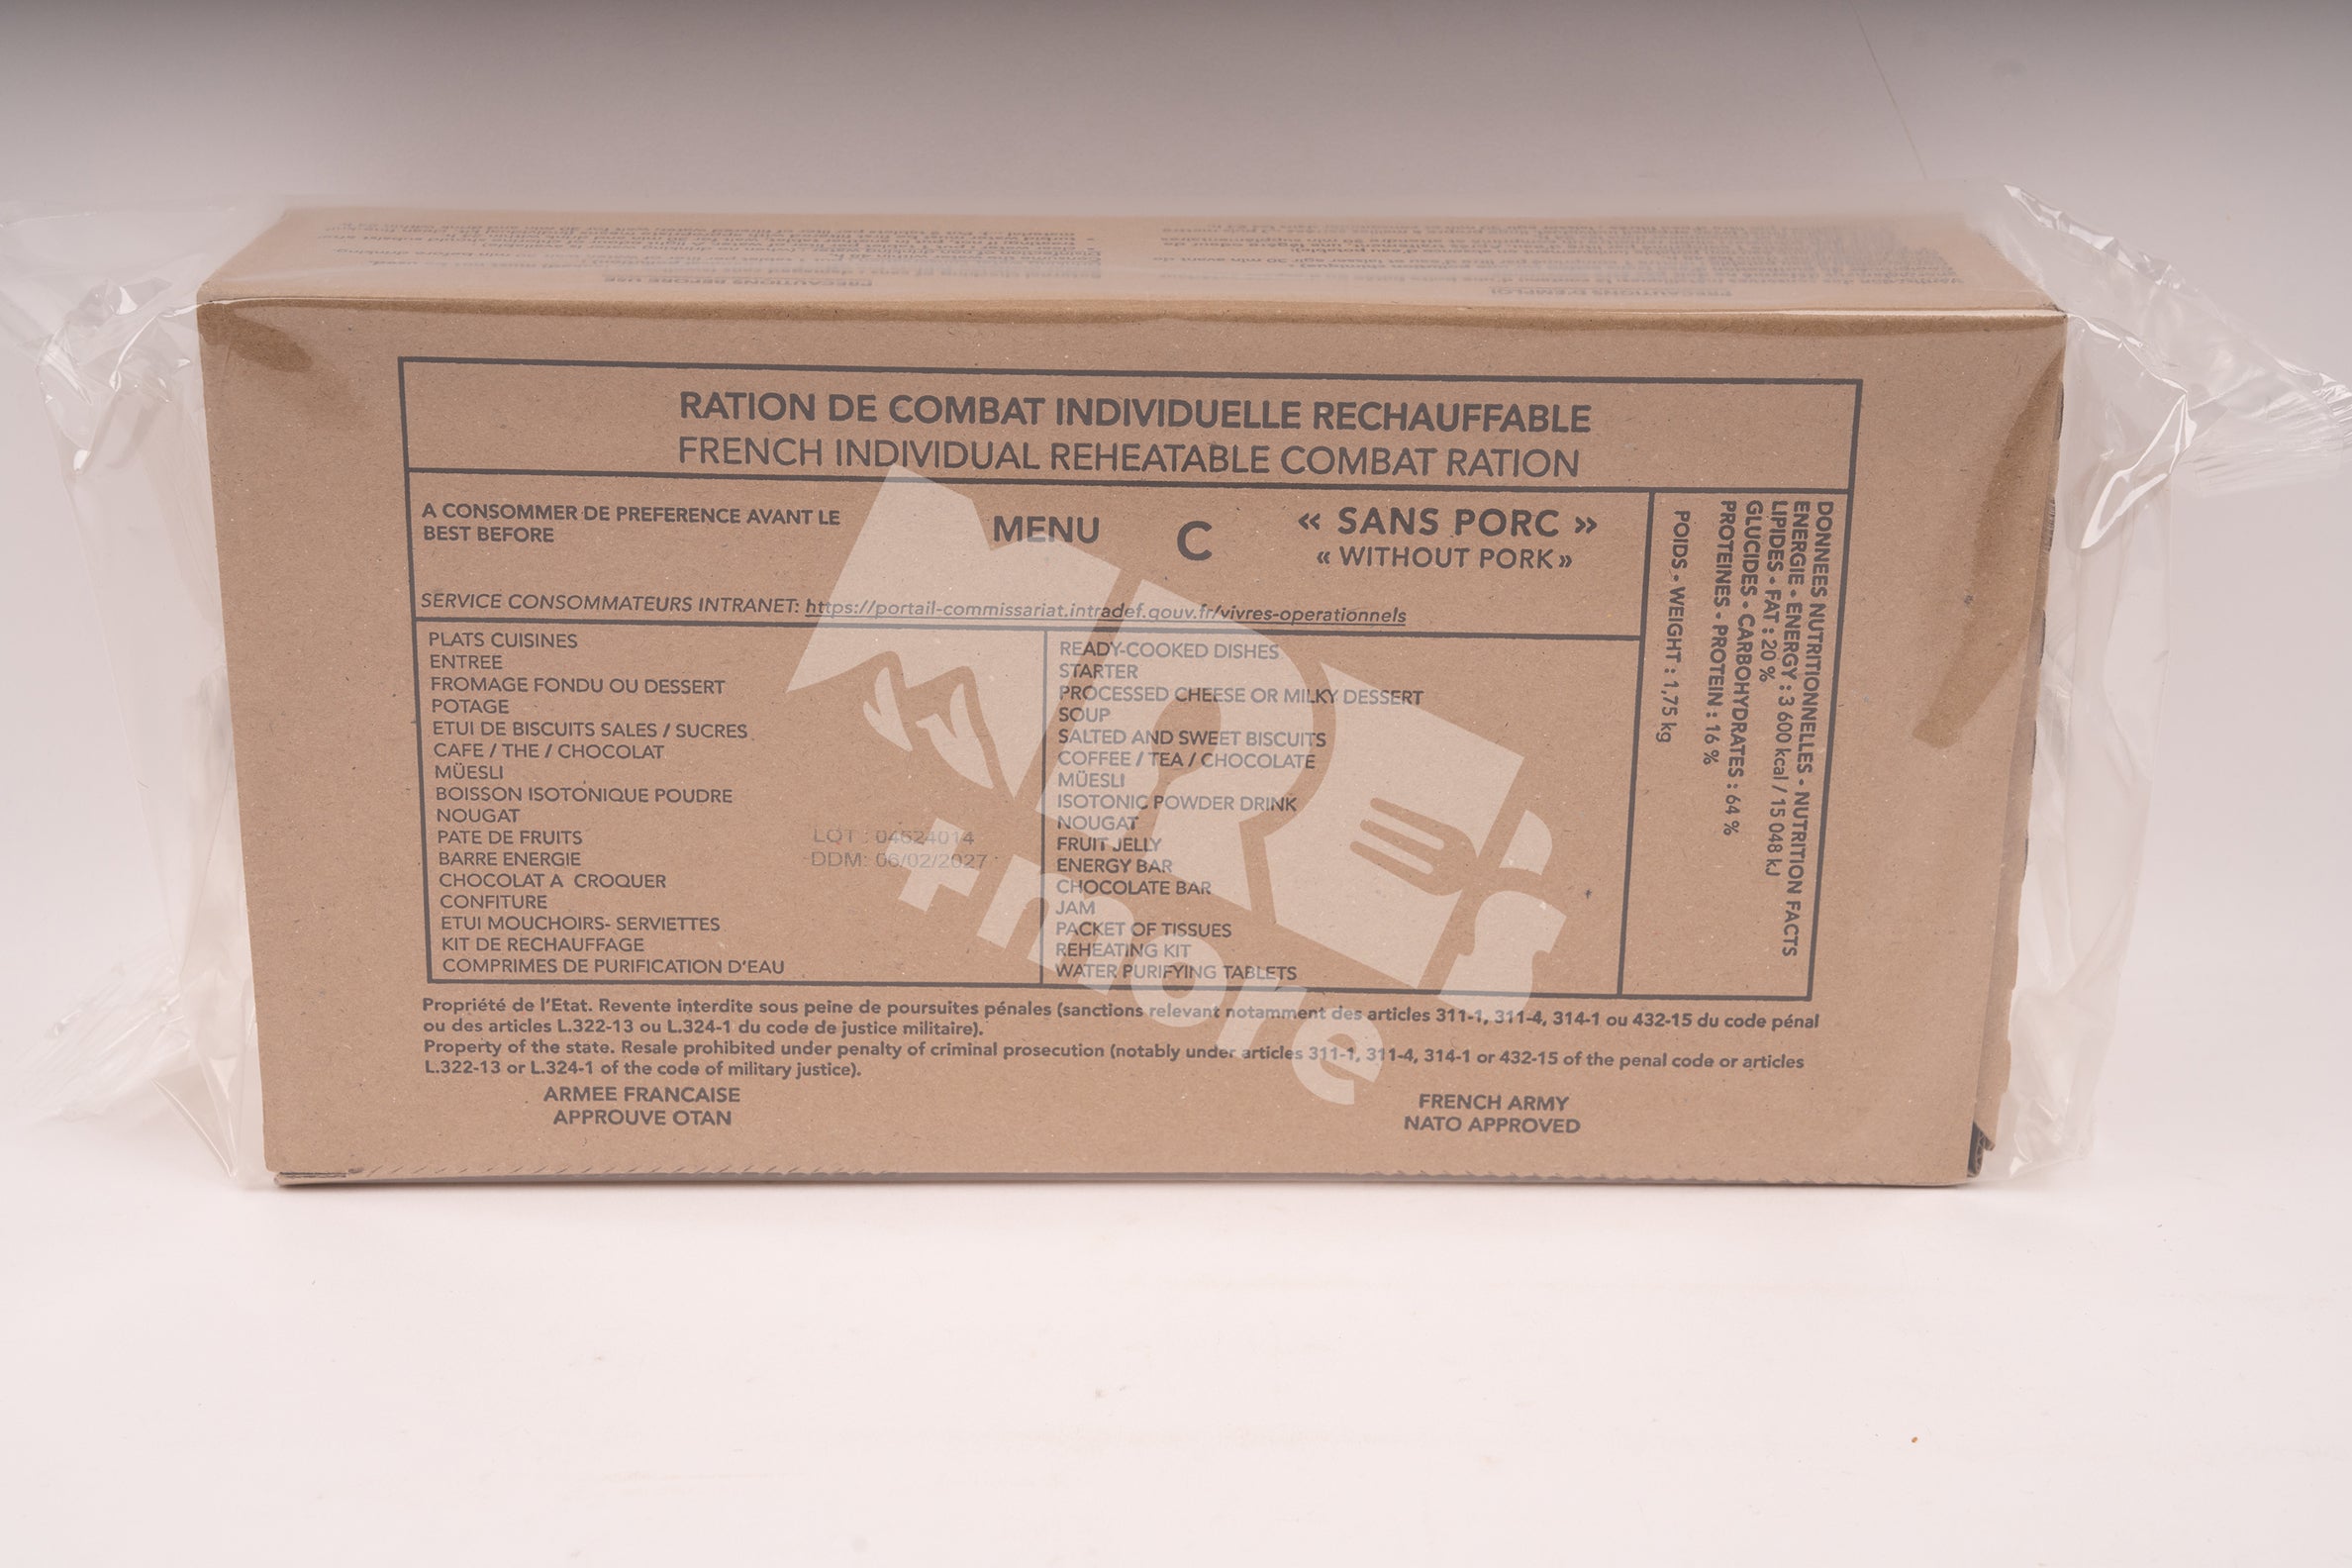 RATION DE COMBAT INDIVIDUELLE RECHAUFFABLE
FRENCH INDIVIDUAL REHEATABLE COMBAT RATION
A CONSOMMER DE PREFERENCE AVANT LE
BEST BEFORE
MENU C
« SANS PORC »
« WITHOUT PORK »
SERVICE CONSOMMATEURS INTRANET: https://portail-commissariat.intradef.gouv.fr/vivres-operationnels
PLATS CUISINES
ENTREE
FROMAGE FONDU OU DESSERT
POTAGE
ETUI DE BISCUITS SALES / SUCRES
CAFE / THE / CHOCOLAT
MÜESLI
BOISSON ISOTONIQUE POUDRE
NOUGAT
PATE DE FRUITS
BARRE ENERGIE
CHOCOLAT A CROQUER
CONFITURE
ETUI MOUCHOIRS- SERVIETTES
KIT DE RECHAUFFAGE
COMPRIMES DE PURIFICATION D'EAU
LOT : 04624014
DDM: 06/02/2027
READY-COOKED DISHES
STARTER
PROCESSED CHEESE OR MILKY DESSERT
SOUP
SALTED AND SWEET BISCUITS
COFFEE / TEA / CHOCOLATE
MÜESLI
ISOTONIC POWDER DRINK
NOUGAT
FRUIT JELLY
ENERGY BAR
CHOCOLATE BAR
JAM
PACKET OF TISSUES
REHEATING KIT
WATER PURIFYING TABLETS
DONNEES NUTRITIONNELLES • NUTRITION FACTS
ENERGIE • ENERGY : 3 600 kcal / 15 048 kJ
LIPIDES • FAT : 20 %
GLUCIDES • CARBOHYDRATES : 64 %
PROTEINES • PROTEIN : 16 %
POIDS • WEIGHT : 1,75 kg
Propriété de l'Etat. Revente interdite sous peine de poursuites pénales (sanctions relevant notamment des articles 311-1, 311-4, 314-1 ou 432-15 du code pénal
ou des articles L.322-13 ou L.324-1 du code de justice militaire).
Property of the state. Resale prohibited under penalty of criminal prosecution (notably under articles 311-1, 311-4, 314-1 or 432-15 of the penal code or articles
L.322-13 or L.324-1 of the code of military justice).
ARMEE FRANCAISE
APPROUVE OTAN
FRENCH ARMY
NATO APPROVED
MREs
+more
PRECAUTIONS BEFORE USE
PRECAUTIONS D'EMPLOI